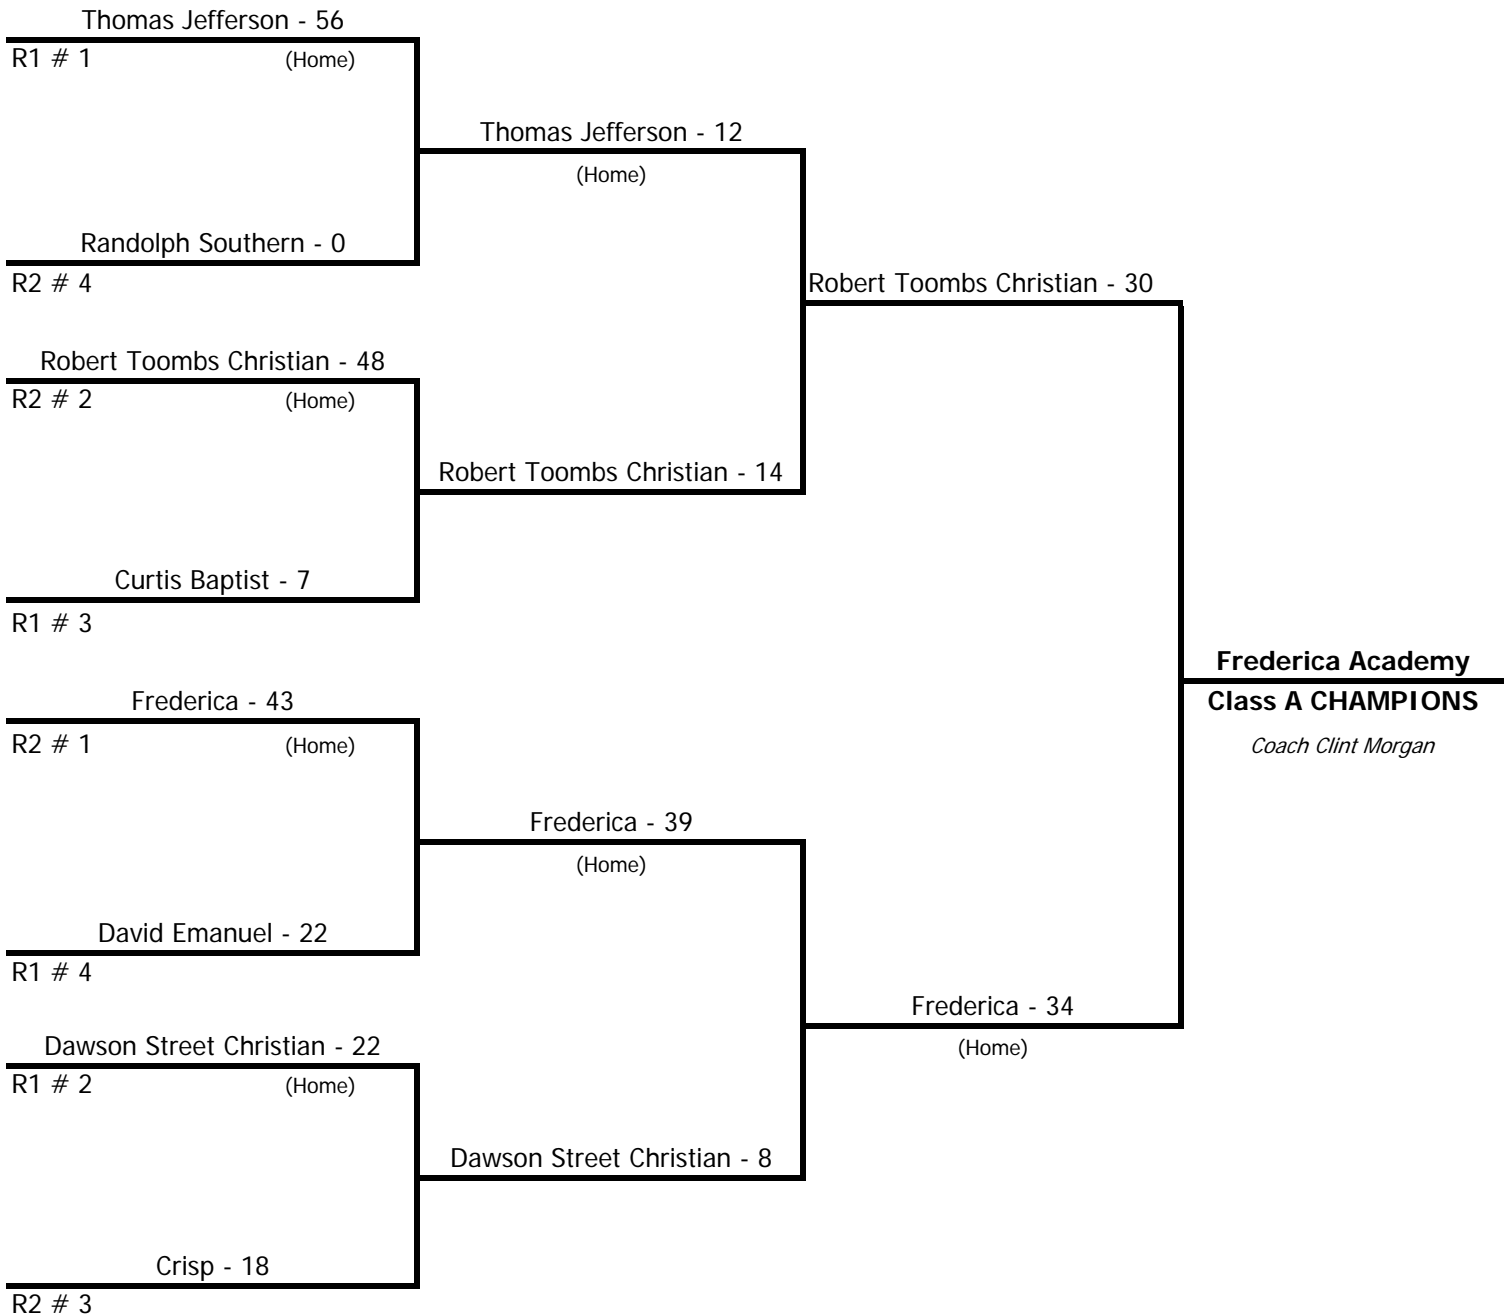 Thomas Jefferson - 56
R1 # 1 (Home)
Thomas Jefferson - 12
(Home)
Randolph Southern - 0
R2 # 4
Robert Toombs Christian - 30
Robert Toombs Christian - 48
R2 # 2 (Home)
Robert Toombs Christian - 14
Curtis Baptist - 7
R1 # 3
Frederica Academy
Class A CHAMPIONS
Coach Clint Morgan
Frederica - 43
R2 # 1 (Home)
Frederica - 39
(Home)
David Emanuel - 22
R1 # 4
Frederica - 34
(Home)
Dawson Street Christian - 22
R1 # 2 (Home)
Dawson Street Christian - 8
Crisp - 18
R2 # 3